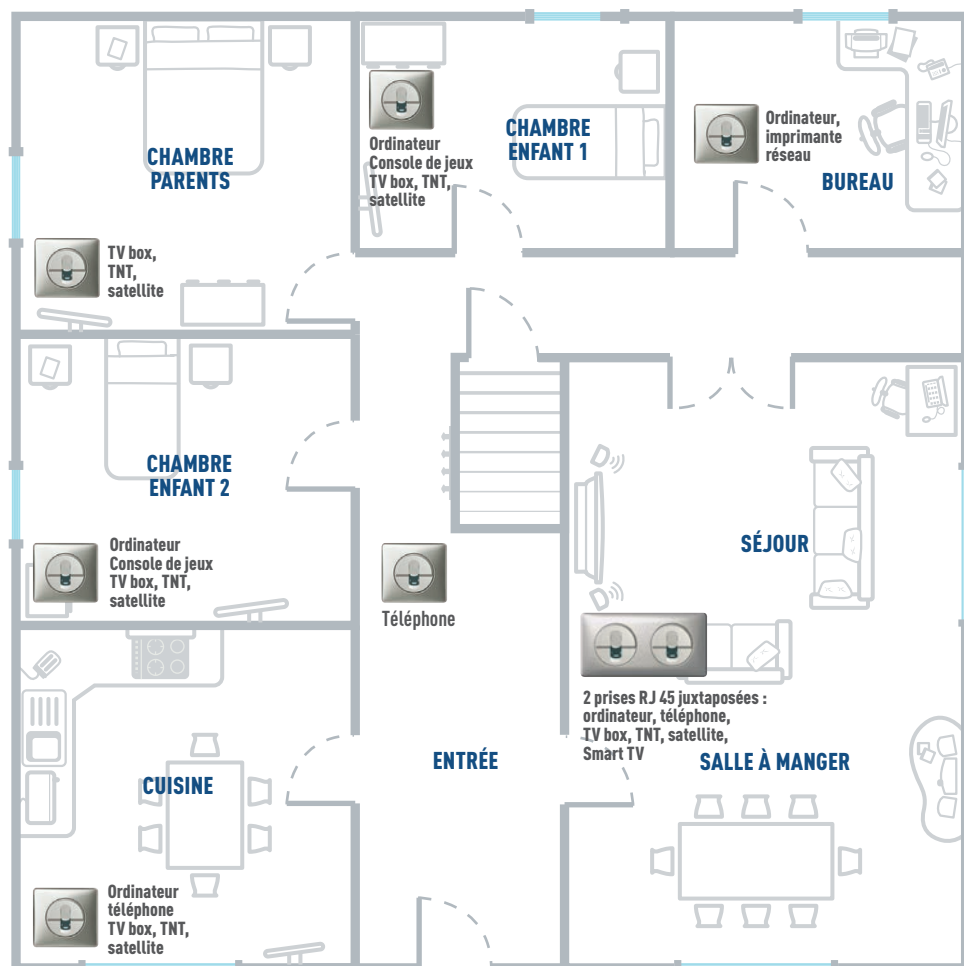 CHAMBRE
PARENTS
TV box,
TNT,
satellite
Ordinateur
Console de jeux
TV box, TNT,
satellite
CHAMBRE
ENFANT 1
Ordinateur,
imprimante
réseau
BUREAU
CHAMBRE
ENFANT 2
Ordinateur
Console de jeux
TV box, TNT,
satellite
Téléphone
SÉJOUR
2 prises RJ 45 juxtaposées :
ordinateur, téléphone,
TV box, TNT, satellite,
Smart TV
ENTRÉE
SALLE À MANGER
CUISINE
Ordinateur
téléphone
TV box, TNT,
satellite